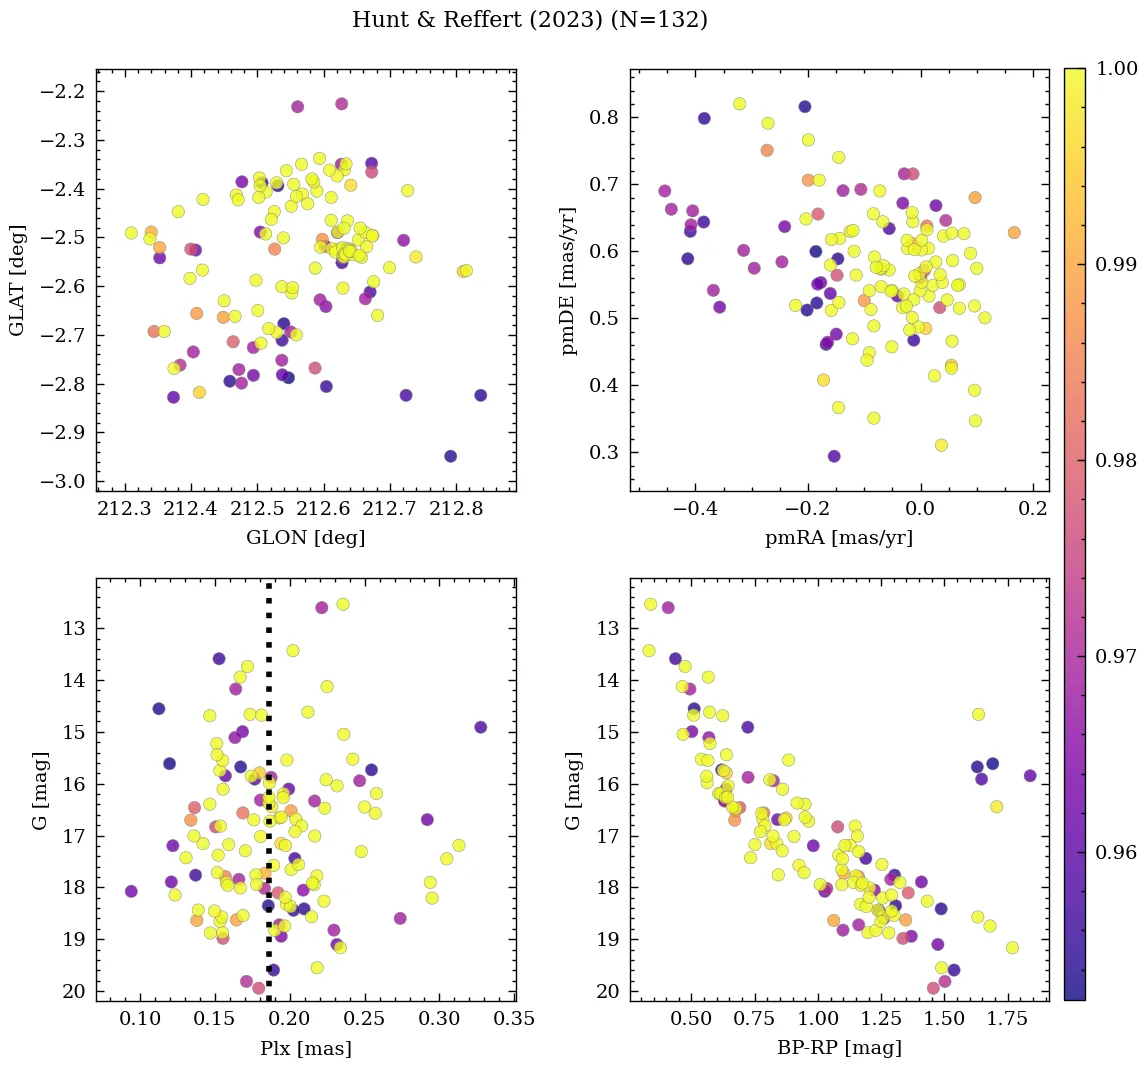 Hunt & Reffert (2023) (N=132)
−2.2
−2.3
−2.4
−2.5
−2.6
−2.7
−2.8
−2.9
−3.0
GLAT [deg]
212.3 212.4 212.5 212.6 212.7 212.8
GLON [deg]
0.8
0.7
0.6
0.5
0.4
0.3
pmDE [mas/yr]
−0.4 −0.2 0.0 0.2
pmRA [mas/yr]
1.00
0.99
0.98
0.97
0.96
13
14
15
16
17
18
19
20
G [mag]
0.10 0.15 0.20 0.25 0.30 0.35
Plx [mas]
13
14
15
16
17
18
19
20
G [mag]
0.50 0.75 1.00 1.25 1.50 1.75
BP-RP [mag]